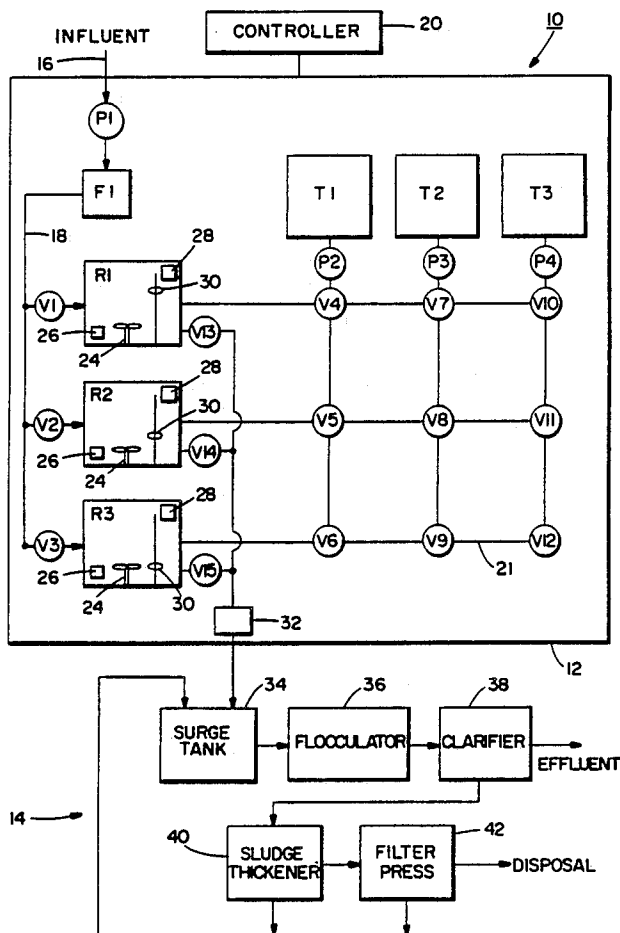 CONTROLLER
20
10
INFLUENT
16
P1
F1
T1
T2
T3
18
28
P2
P3
P4
R1
30
V1
V4
V7
V10
26
V13
24
28
R2
30
V2
V5
V8
V11
26
V14
24
28
R3
V3
V6
V9
V12
26
V15
21
24
30
32
12
34
36
38
SURGE
TANK
FLOCCULATOR
CLARIFIER
EFFLUENT
14
40
42
SLUDGE
THICKENER
FILTER
PRESS
DISPOSAL